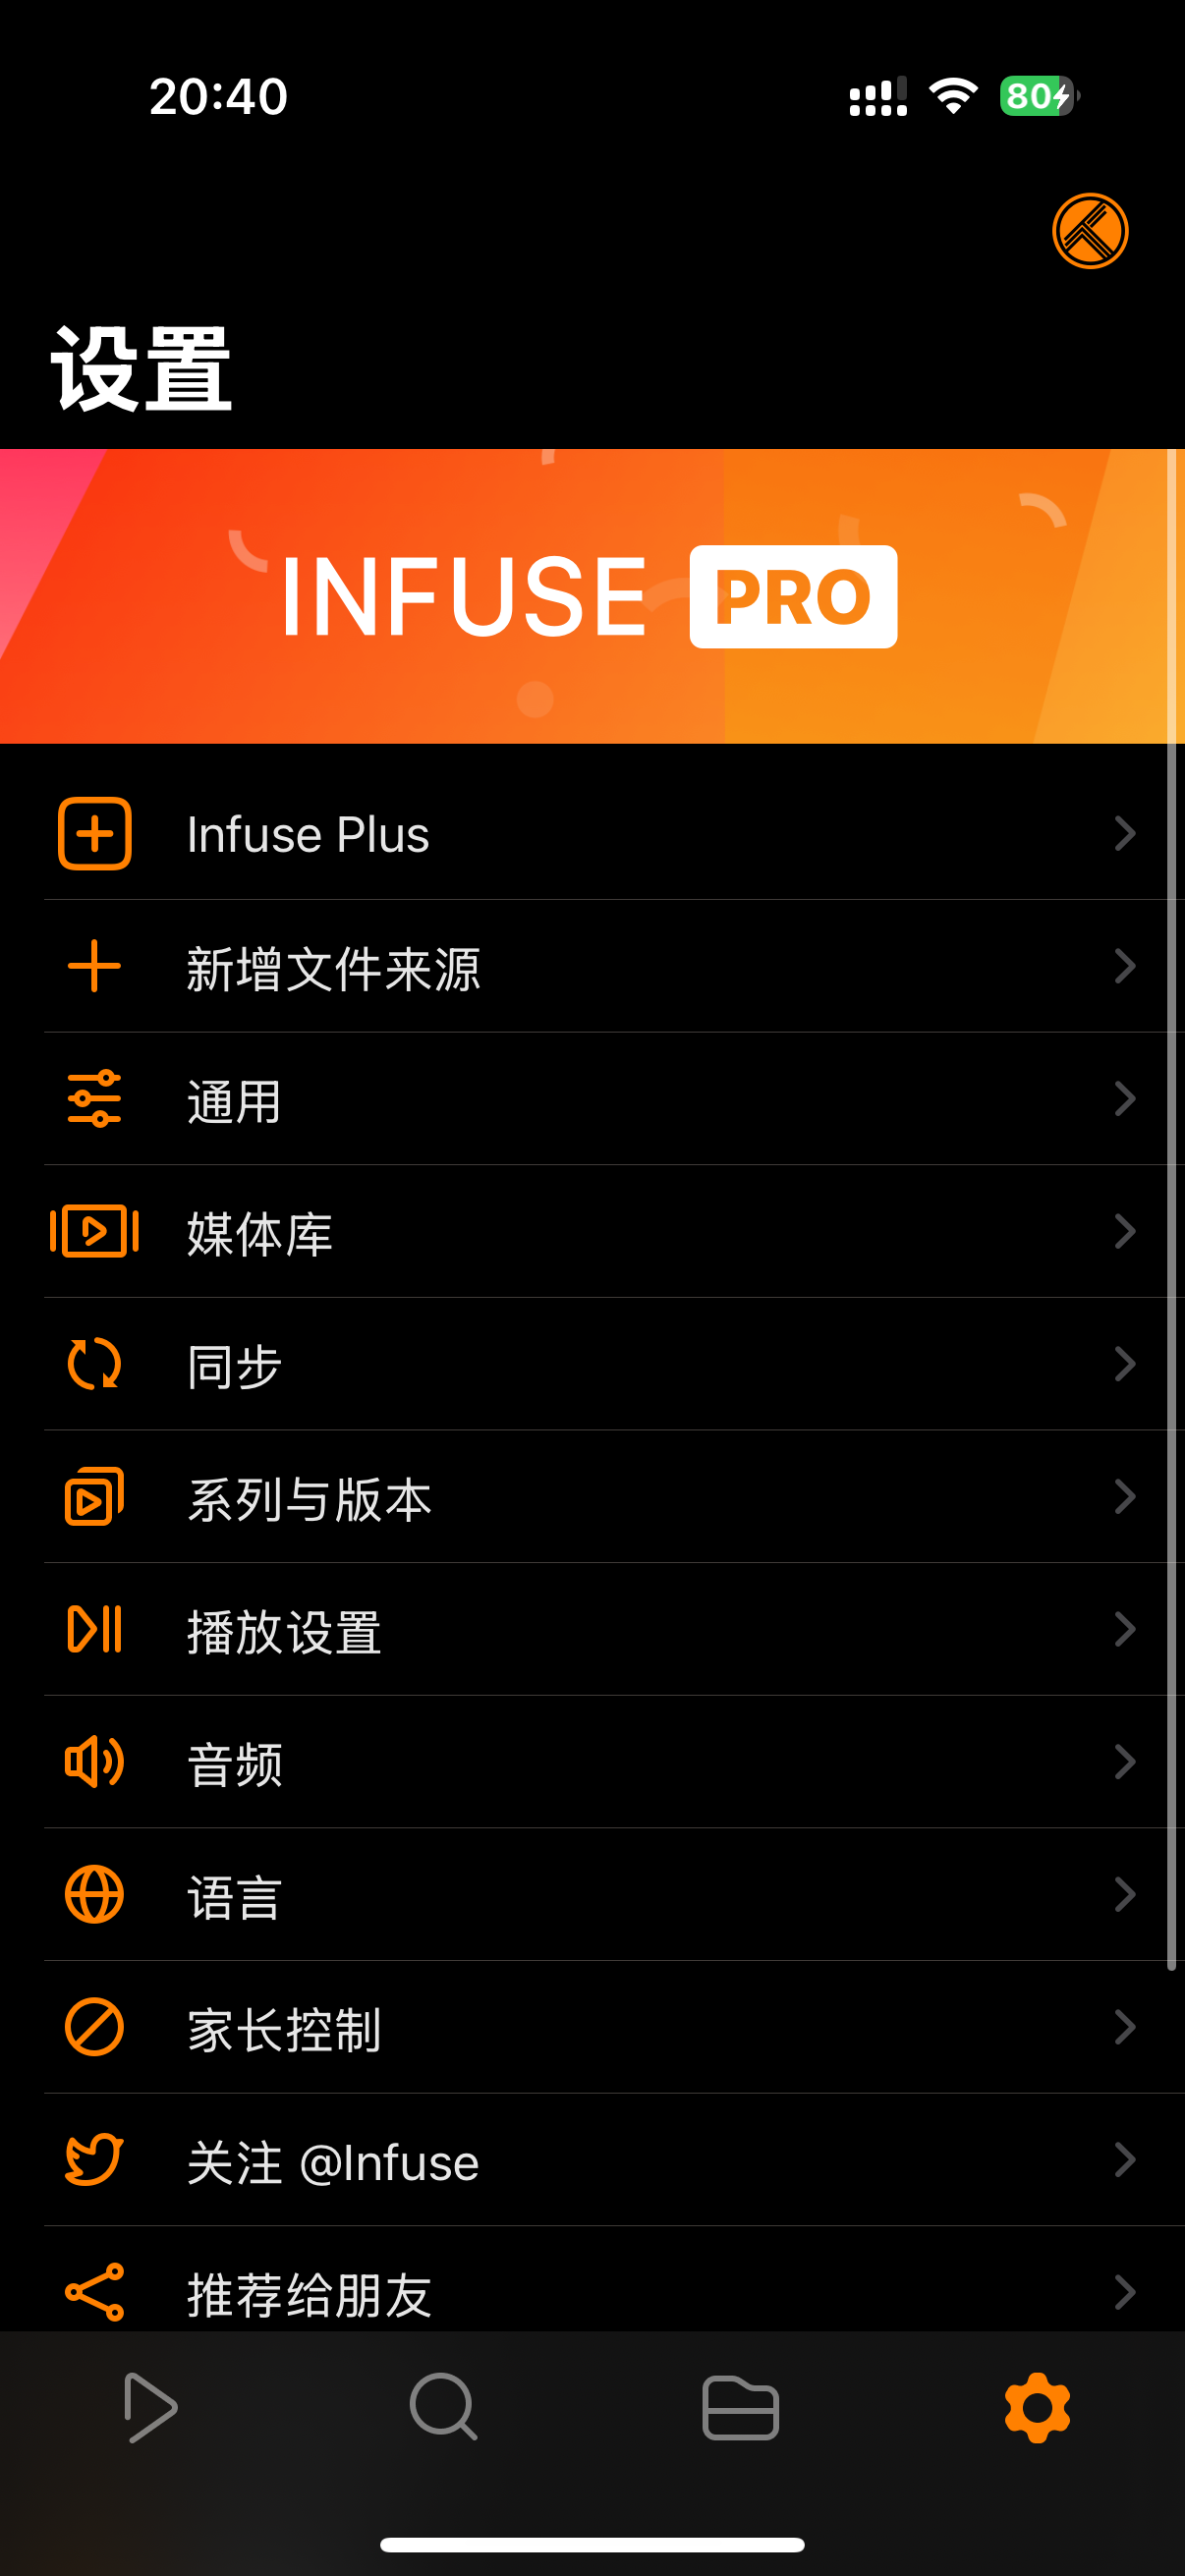 20:40
80
设置
INFUSE PRO
Infuse Plus
新增文件来源
通用
媒体库
同步
系列与版本
播放设置
音频
语言
家长控制
关注 @Infuse
推荐给朋友